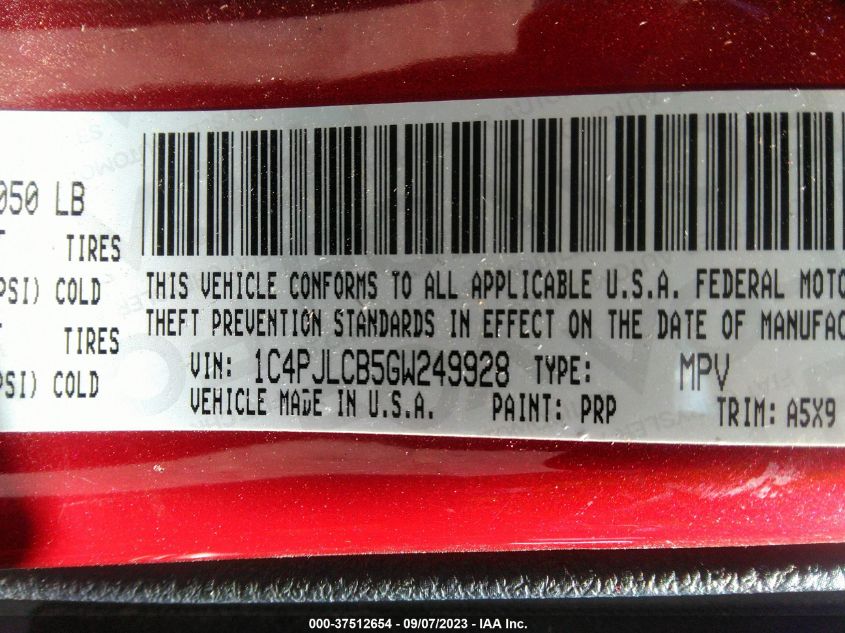 050 LB
TIRES
PSI) COLD
TIRES
PSI) COLD
THIS VEHICLE CONFORMS TO ALL APPLICABLE U.S.A. FEDERAL MOTO
THEFT PREVENTION STANDARDS IN EFFECT ON THE DATE OF MANUFAC
VIN: 1C4PJLCB5GW249928 TYPE: MPV
VEHICLE MADE IN U.S.A. PAINT: PRP TRIM: A5X9
000-37512654 - 09/07/2023 - IAA Inc.